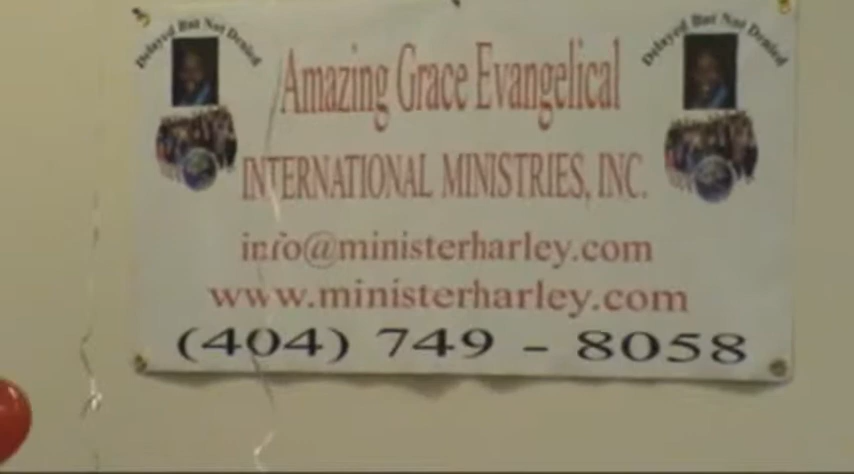 Delayed But Not Denied
Delayed But Not Denied
Amazing Grace Evangelical
INTERNATIONAL MINISTRIES, INC.
info@ministerharley.com
www.ministerharley.com
(404) 749 - 8058